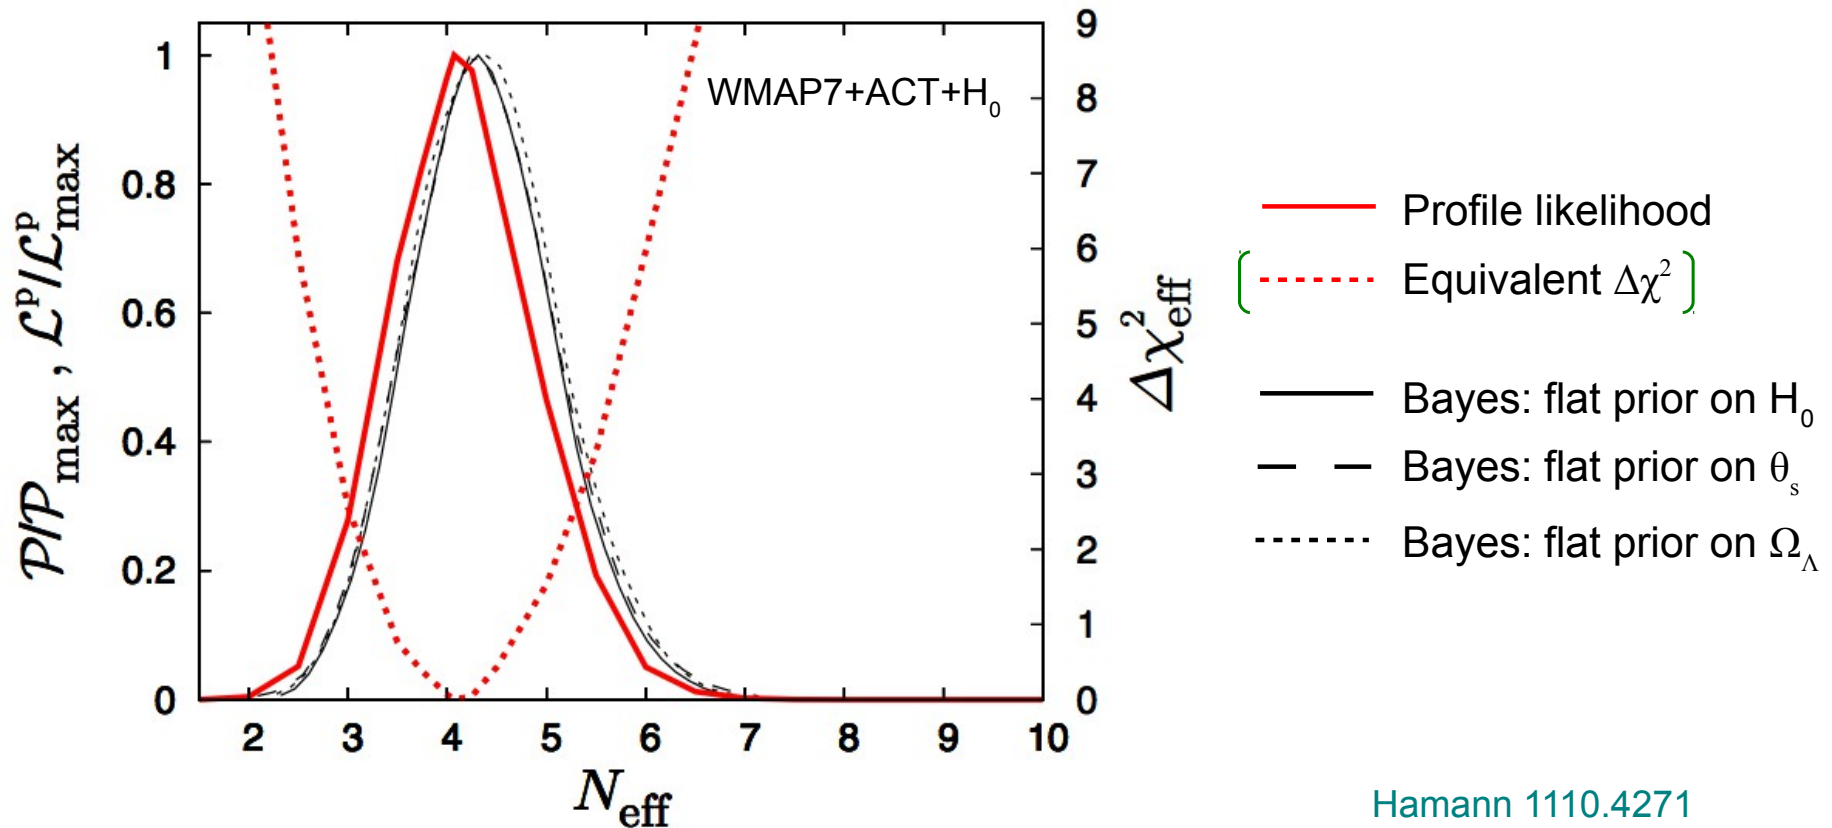 WMAP7+ACT+H₀
𝒫/𝒫max , ℒᵖ/ℒᵖmax
1
0.8
0.6
0.4
0.2
0
9
8
7
6
5
4
3
2
1
0
Δχ²eff
2 3 4 5 6 7 8 9 10
Neff
Profile likelihood
Equivalent Δχ²
Bayes: flat prior on H₀
Bayes: flat prior on θₛ
Bayes: flat prior on Ω_Λ
Hamann 1110.4271